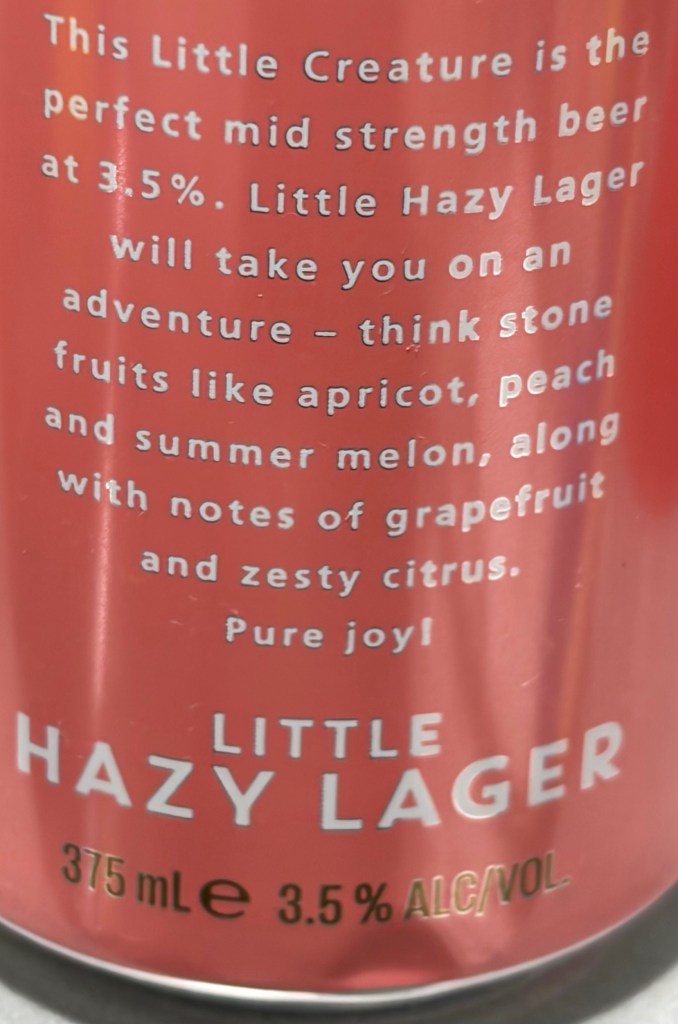 This Little Creature is the
perfect mid strength beer
at 3.5%. Little Hazy Lager
will take you on an
adventure – think stone
fruits like apricot, peach
and summer melon, along
with notes of grapefruit
and zesty citrus.
Pure joy!
LITTLE
HAZY LAGER
375 mL ℮ 3.5% ALC/VOL.